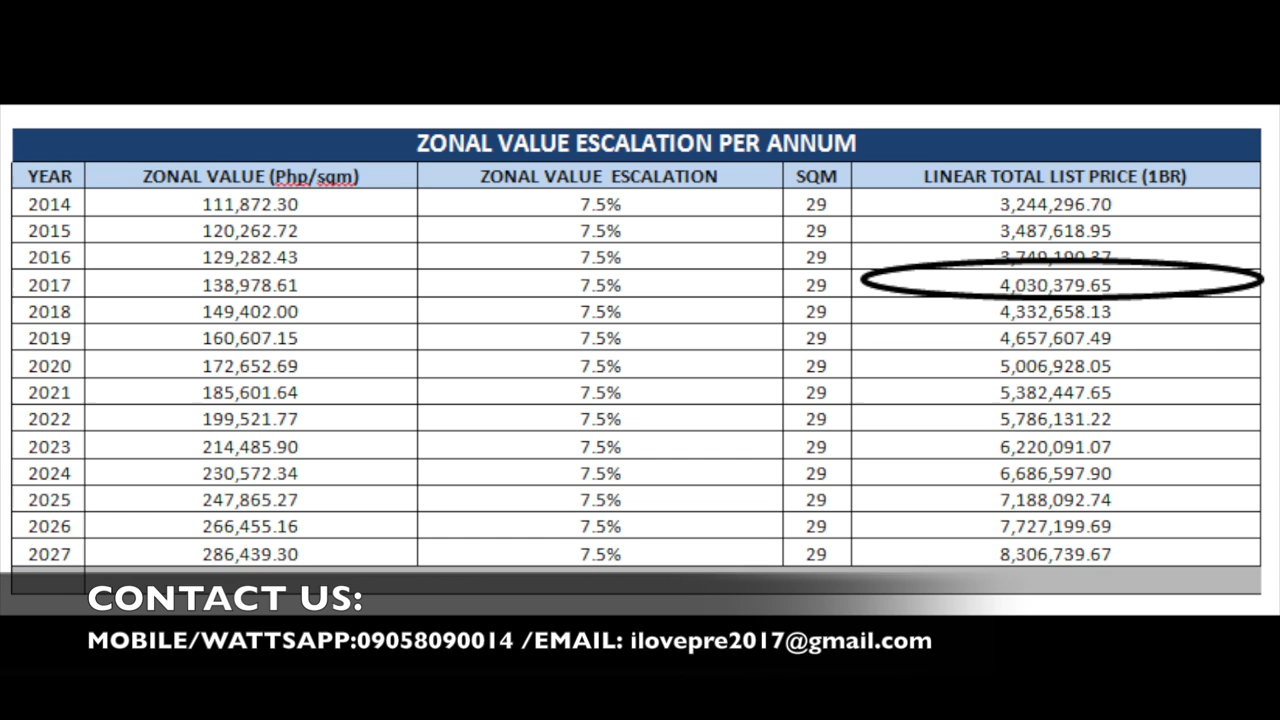 ZONAL VALUE ESCALATION PER ANNUM
YEAR ZONAL VALUE (Php/sqm) ZONAL VALUE ESCALATION SQM LINEAR TOTAL LIST PRICE (1BR)
2014 111,872.30 7.5% 29 3,244,296.70
2015 120,262.72 7.5% 29 3,487,618.95
2016 129,282.43 7.5% 29 3,749,190.37
2017 138,978.61 7.5% 29 4,030,379.65
2018 149,402.00 7.5% 29 4,332,658.13
2019 160,607.15 7.5% 29 4,657,607.49
2020 172,652.69 7.5% 29 5,006,928.05
2021 185,601.64 7.5% 29 5,382,447.65
2022 199,521.77 7.5% 29 5,786,131.22
2023 214,485.90 7.5% 29 6,220,091.07
2024 230,572.34 7.5% 29 6,686,597.90
2025 247,865.27 7.5% 29 7,188,092.74
2026 266,455.16 7.5% 29 7,727,199.69
2027 286,439.30 7.5% 29 8,306,739.67
CONTACT US:
MOBILE/WATTSAPP:09058090014 /EMAIL: ilovepre2017@gmail.com